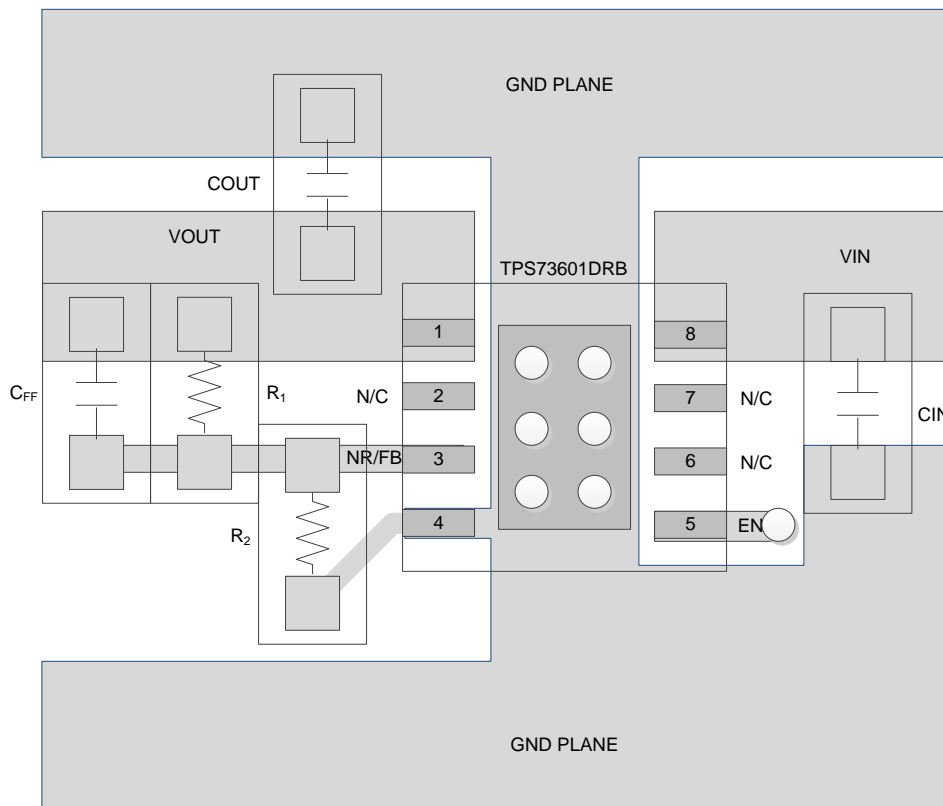 GND PLANE
COUT
VOUT
TPS73601DRB
VIN
1
8
CFF
R1
N/C
2
7
N/C
CIN
NR/FB
3
6
N/C
R2
4
5
EN
GND PLANE